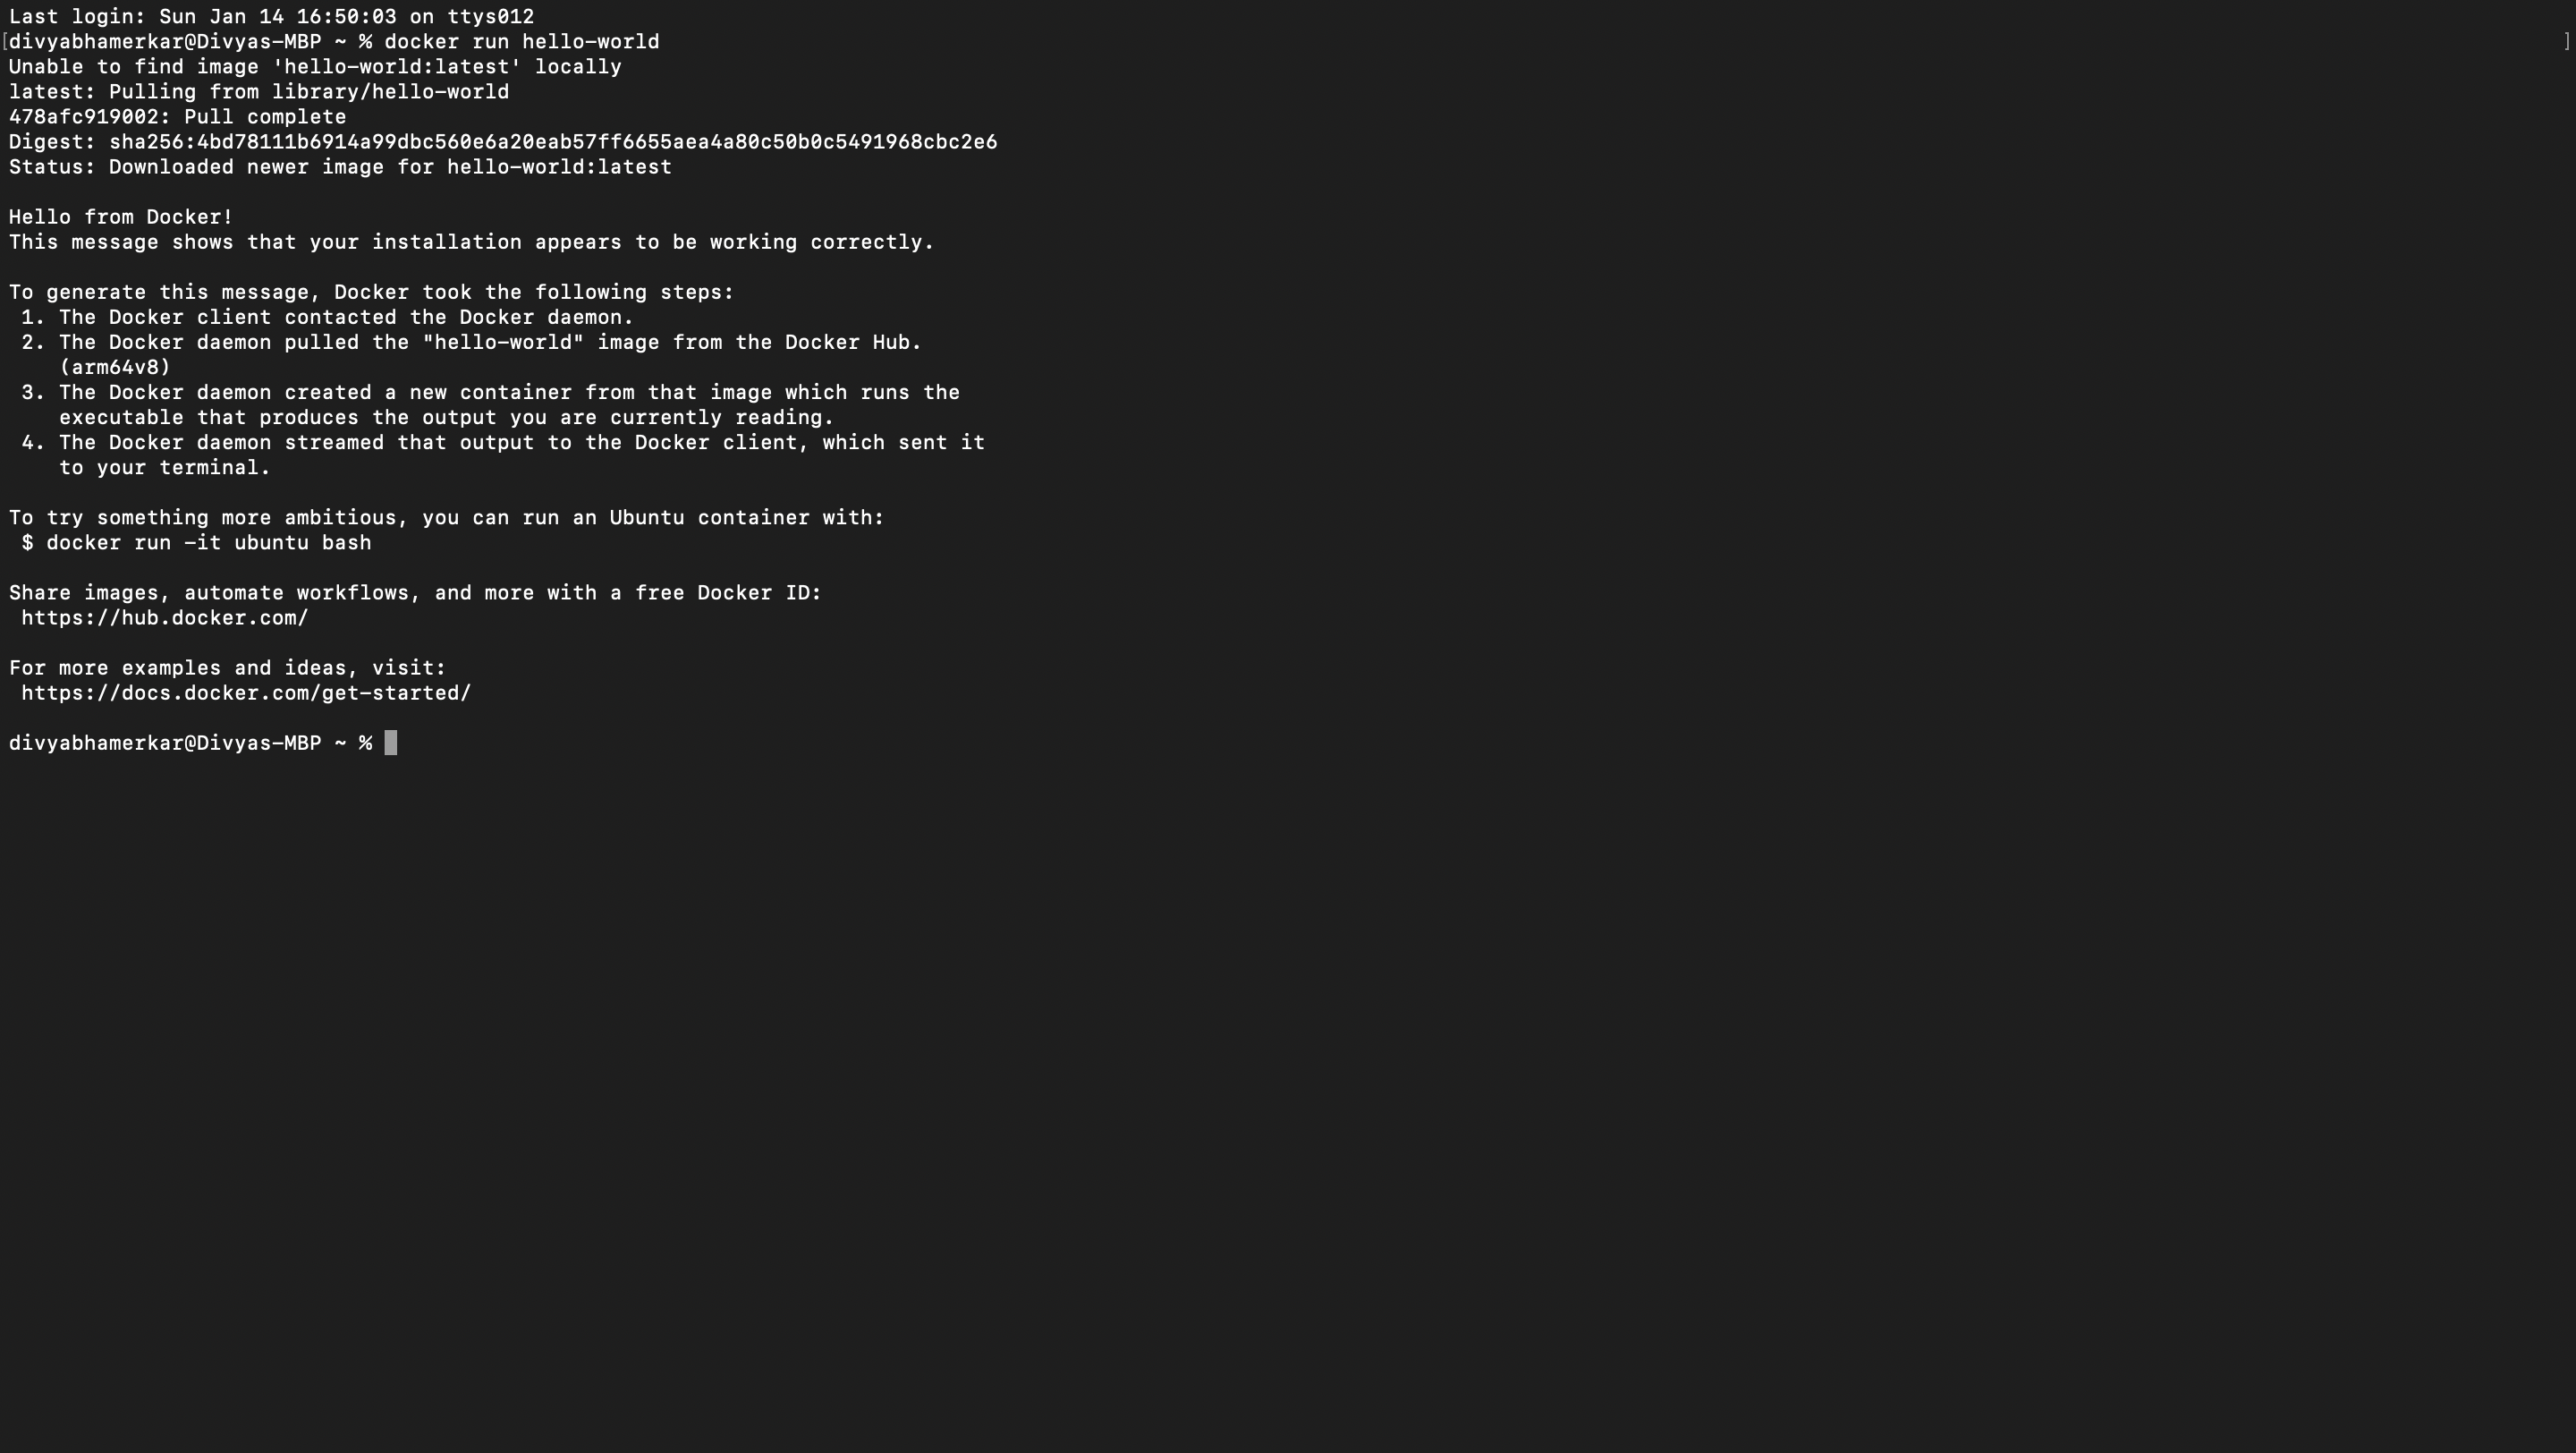 Last login: Sun Jan 14 16:50:03 on ttys012
[divyabhamerkar@Divyas-MBP ~ % docker run hello-world ]
Unable to find image 'hello-world:latest' locally
latest: Pulling from library/hello-world
478afc919002: Pull complete
Digest: sha256:4bd78111b6914a99dbc560e6a20eab57ff6655aea4a80c50b0c5491968cbc2e6
Status: Downloaded newer image for hello-world:latest

Hello from Docker!
This message shows that your installation appears to be working correctly.

To generate this message, Docker took the following steps:
 1. The Docker client contacted the Docker daemon.
 2. The Docker daemon pulled the "hello-world" image from the Docker Hub.
    (arm64v8)
 3. The Docker daemon created a new container from that image which runs the
    executable that produces the output you are currently reading.
 4. The Docker daemon streamed that output to the Docker client, which sent it
    to your terminal.

To try something more ambitious, you can run an Ubuntu container with:
 $ docker run -it ubuntu bash

Share images, automate workflows, and more with a free Docker ID:
 https://hub.docker.com/

For more examples and ideas, visit:
 https://docs.docker.com/get-started/

divyabhamerkar@Divyas-MBP ~ %